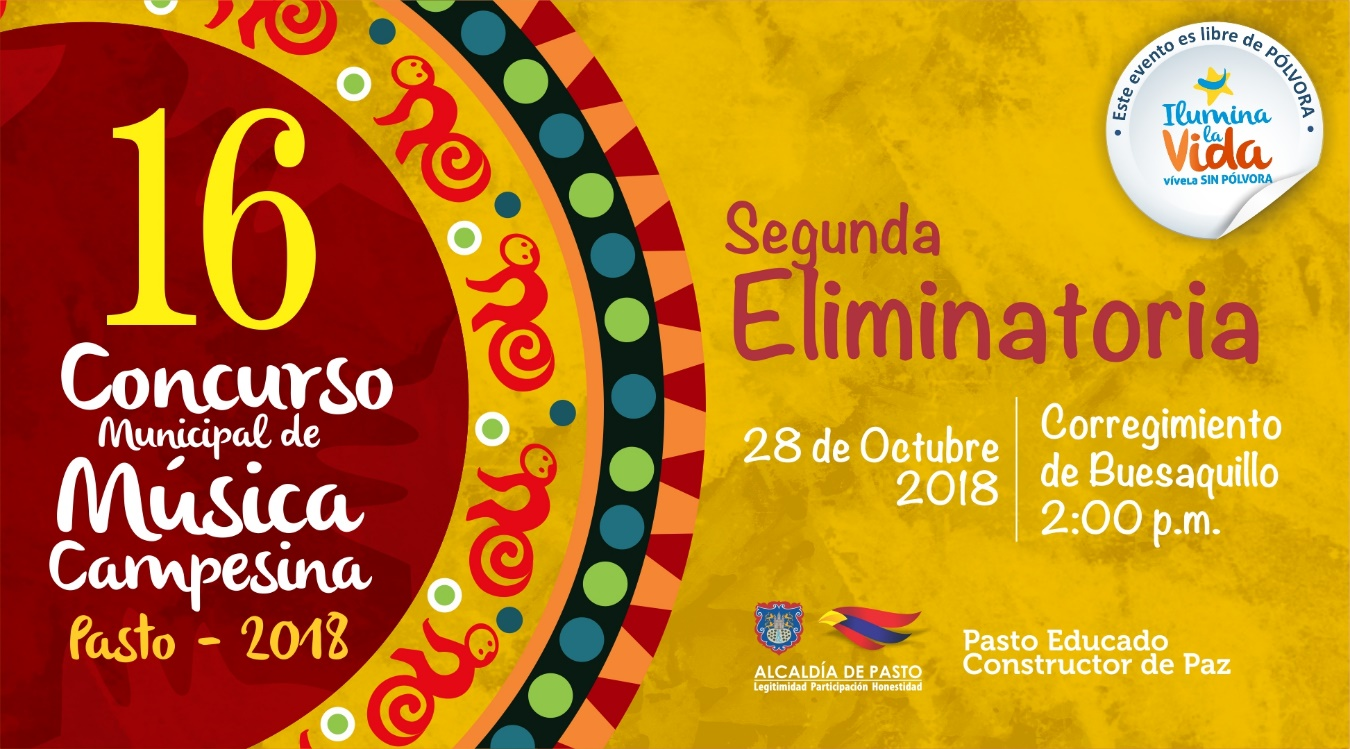 16
Concurso
Municipal de
Música
Campesina
Pasto - 2018
Este evento es libre de PÓLVORA
Ilumina
la
Vida
vívela SIN PÓLVORA
Segunda
Eliminatoria
28 de Octubre
2018
Corregimiento
de Buesaquillo
2:00 p.m.
ALCALDÍA DE PASTO
Legitimidad Participación Honestidad
Pasto Educado
Constructor de Paz